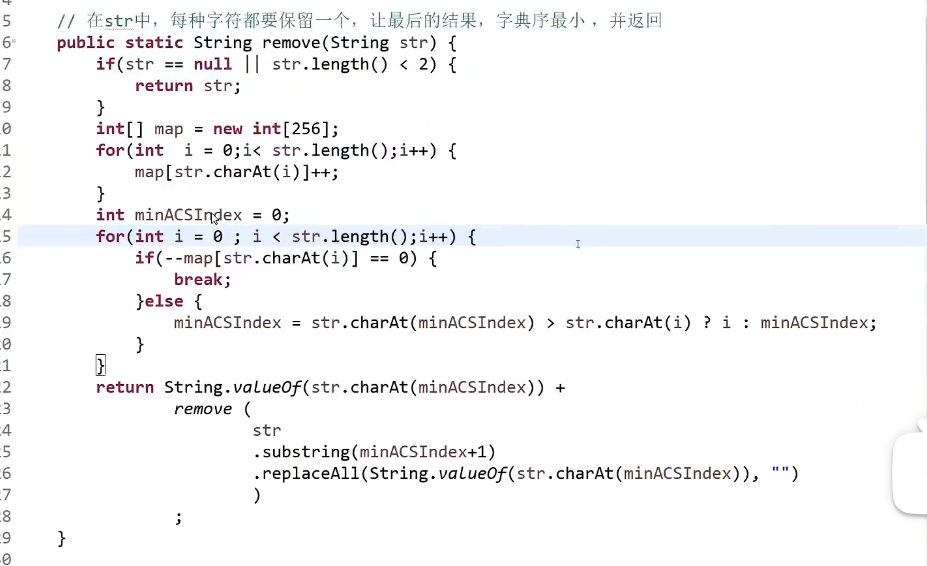 4
5 // 在str中，每种字符都要保留一个，让最后的结果，字典序最小 ，并返回
6 public static String remove(String str) {
7 if(str == null || str.length() < 2) {
8 return str;
9 }
0 int[] map = new int[256];
1 for(int  i = 0;i< str.length();i++) {
2 map[str.charAt(i)]++;
3 }
4 int minACSIndex = 0;
5 for(int i = 0 ; i < str.length();i++) {
6 if(--map[str.charAt(i)] == 0) {
7 break;
8 }else {
9 minACSIndex = str.charAt(minACSIndex) > str.charAt(i) ? i : minACSIndex;
0 }
1 }
2 return String.valueOf(str.charAt(minACSIndex)) +
3 remove (
4 str
5 .substring(minACSIndex+1)
6 .replaceAll(String.valueOf(str.charAt(minACSIndex)), "")
7 )
8 ;
9 }
0